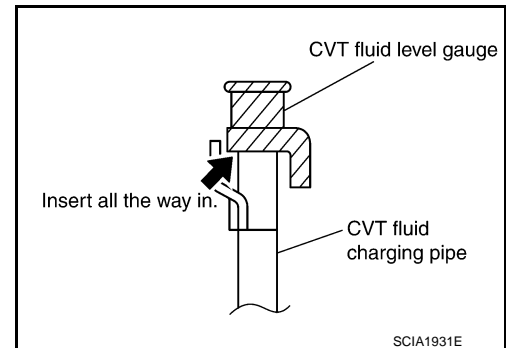 CVT fluid level gauge
Insert all the way in.
CVT fluid
charging pipe
SCIA1931E